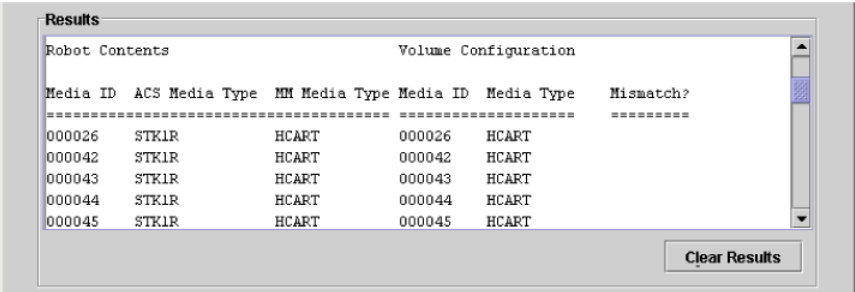 Results
Robot Contents Volume Configuration
Media ID ACS Media Type MM Media Type Media ID Media Type Mismatch?
======================================= ==================== =========
000026 STK1R HCART 000026 HCART
000042 STK1R HCART 000042 HCART
000043 STK1R HCART 000043 HCART
000044 STK1R HCART 000044 HCART
000045 STK1R HCART 000045 HCART
Clear Results